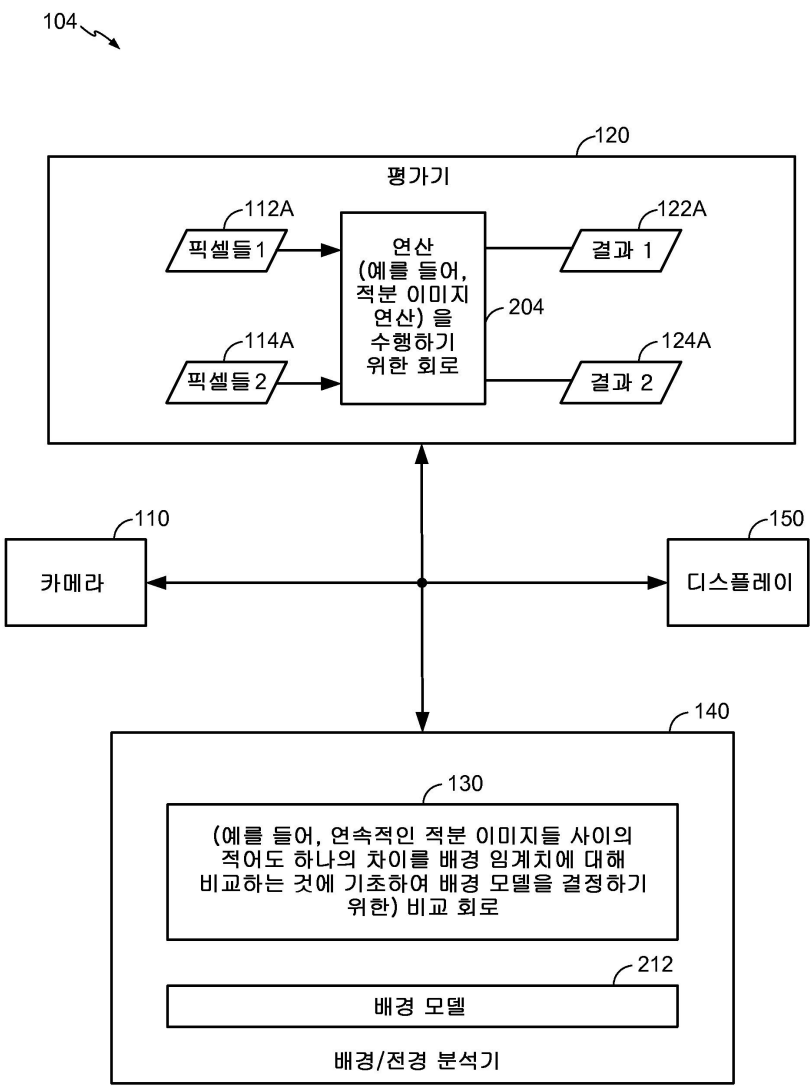 104
120
평가기
112A
픽셀들 1
122A
결과 1
연산
(예를 들어,
적분 이미지
연산) 을
수행하기
위한 회로
204
114A
픽셀들 2
124A
결과 2
110
카메라
150
디스플레이
140
130
(예를 들어, 연속적인 적분 이미지들 사이의
적어도 하나의 차이를 배경 임계치에 대해
비교하는 것에 기초하여 배경 모델을 결정하기
위한) 비교 회로
212
배경 모델
배경/전경 분석기